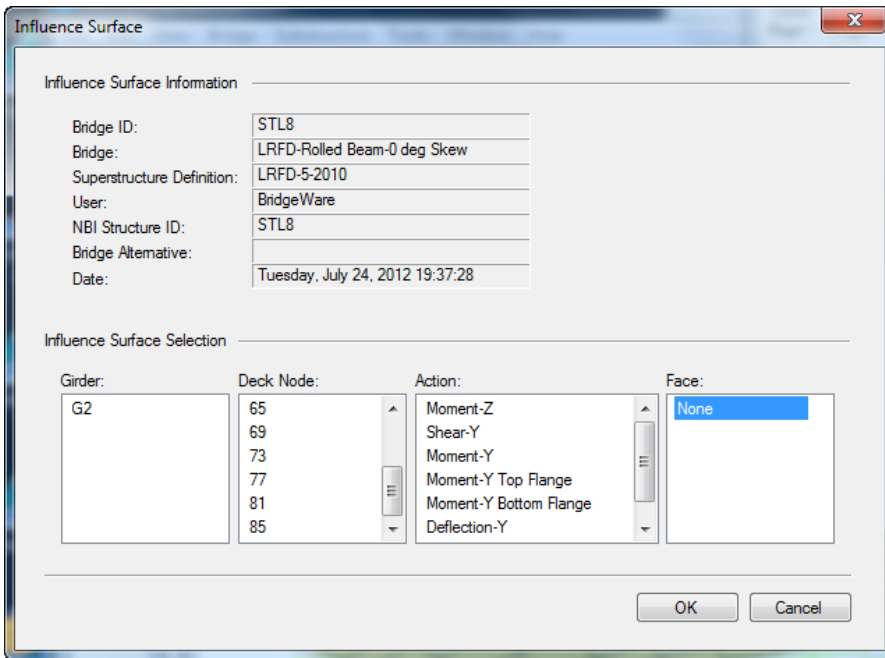 Influence Surface
Influence Surface Information
Bridge ID: STL8
Bridge: LRFD-Rolled Beam-0 deg Skew
Superstructure Definition: LRFD-5-2010
User: BridgeWare
NBI Structure ID: STL8
Bridge Alternative:
Date: Tuesday, July 24, 2012 19:37:28
Influence Surface Selection
Girder: Deck Node: Action: Face:
G2 65 Moment-Z None
69 Shear-Y
73 Moment-Y
77 Moment-Y Top Flange
81 Moment-Y Bottom Flange
85 Deflection-Y
OK Cancel